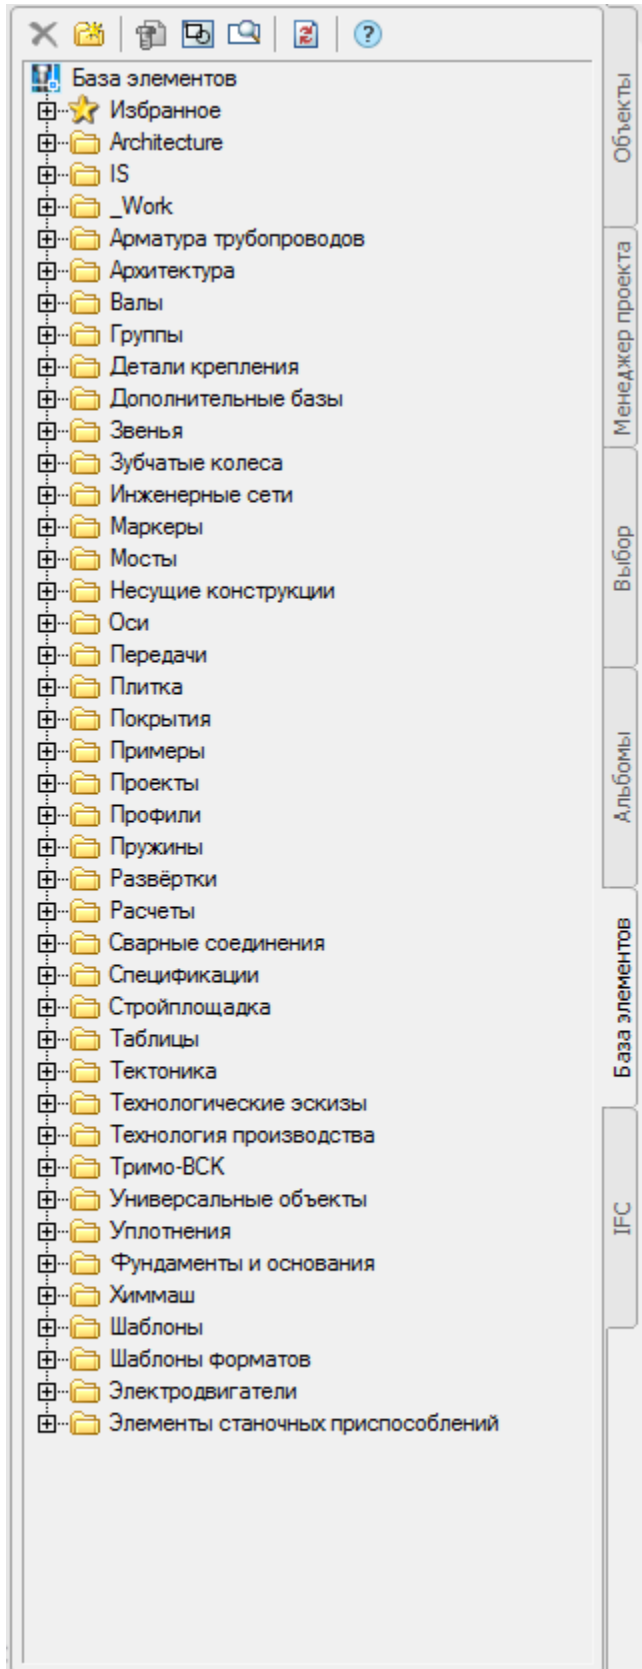 База элементов
Избранное
Architecture
IS
_Work
Арматура трубопроводов
Архитектура
Валы
Группы
Детали крепления
Дополнительные базы
Звенья
Зубчатые колеса
Инженерные сети
Маркеры
Мосты
Несущие конструкции
Оси
Передачи
Плитка
Покрытия
Примеры
Проекты
Профили
Пружины
Развёртки
Расчеты
Сварные соединения
Спецификации
Стройплощадка
Таблицы
Тектоника
Технологические эскизы
Технология производства
Тримо-ВСК
Универсальные объекты
Уплотнения
Фундаменты и основания
Химмаш
Шаблоны
Шаблоны форматов
Электродвигатели
Элементы станочных приспособлений
Объекты
Менеджер проекта
Выбор
Альбомы
База элементов
IFC